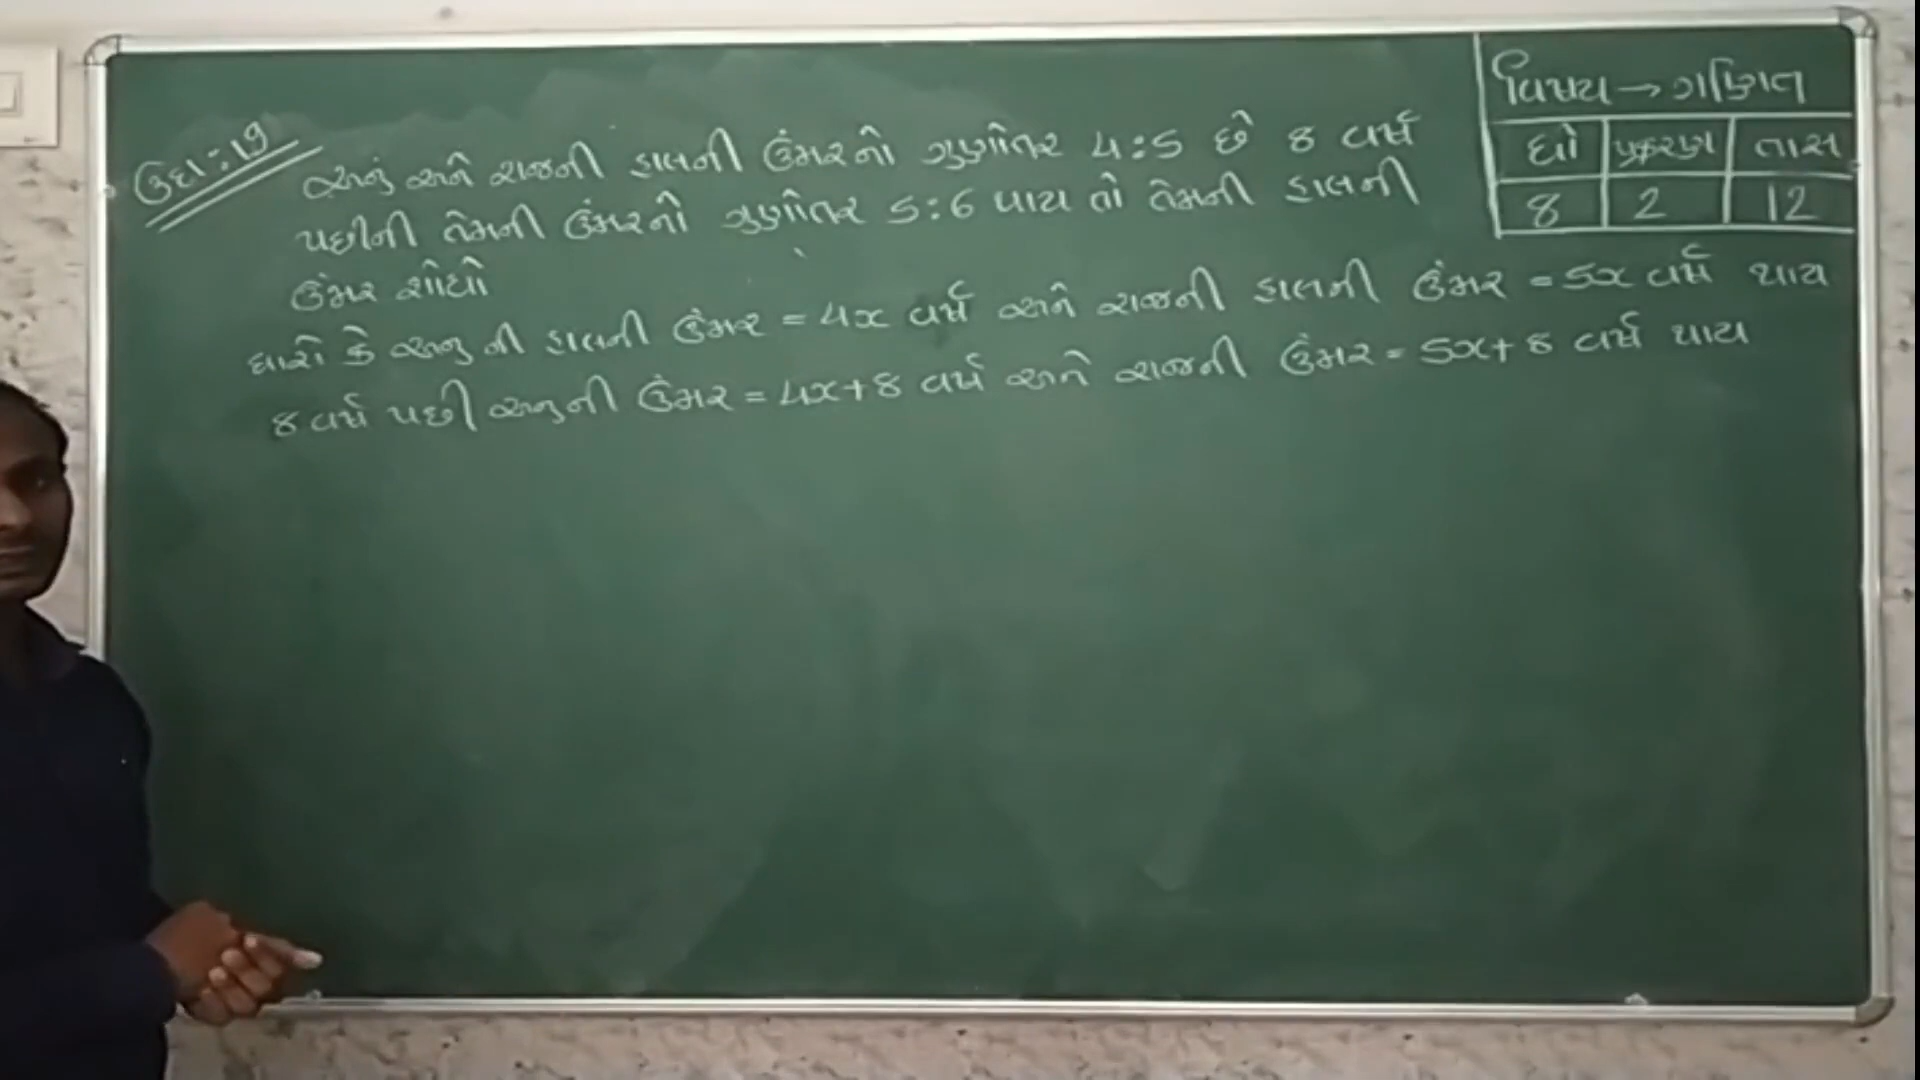 વિષય → ગણિત
ધો પ્રકરણ તાસ
8 2 12
ઉદા:19
અનું અને રાજની હાલની ઉંમરનો ગુણોતર 4:5 છે 8 વર્ષ
પછીની તેમની ઉંમરનો ગુણોતર 5:6 થાય તો તેમની હાલની
ઉંમર શોધો
ધારો કે અનુ ની હાલની ઉંમર = 4x વર્ષ અને રાજની હાલની ઉંમર = 5x વર્ષ થાય
8 વર્ષ પછી અનુની ઉંમર = 4x+8 વર્ષ અને રાજની ઉંમર = 5x+8 વર્ષ થાય